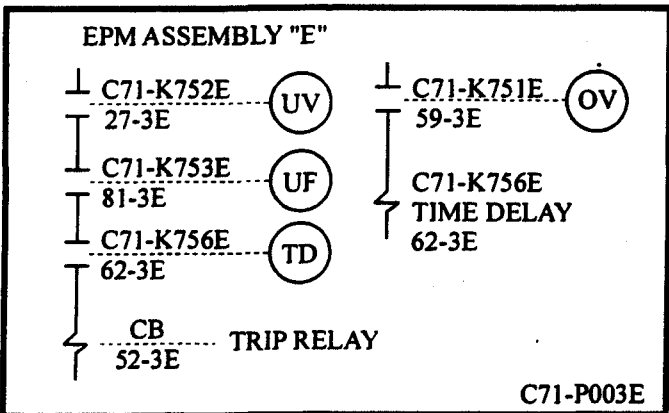 EPM ASSEMBLY "E"
C71-K752E
27-3E
UV
C71-K753E
81-3E
UF
C71-K756E
62-3E
TD
CB
52-3E
TRIP RELAY
C71-K751E
59-3E
OV
C71-K756E
TIME DELAY
62-3E
C71-P003E